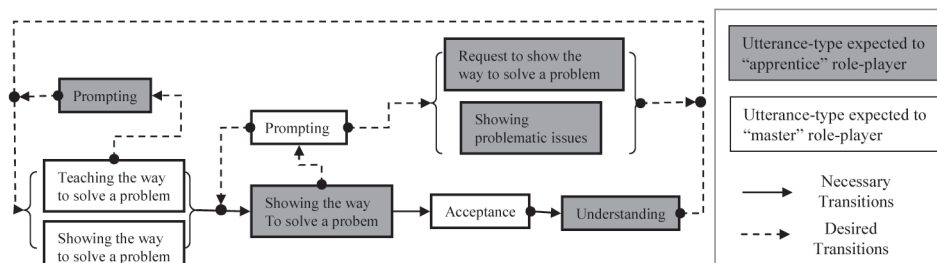 Prompting
Teaching the way
to solve a problem
Showing the way
to solve a problem
Prompting
Showing the way
To solve a probem
Request to show the
way to solve a problem
Showing
problematic issues
Acceptance
Understanding
Utterance-type expected to
“apprentice” role-player
Utterance-type expected to
“master” role-player
Necessary
Transitions
Desired
Transitions